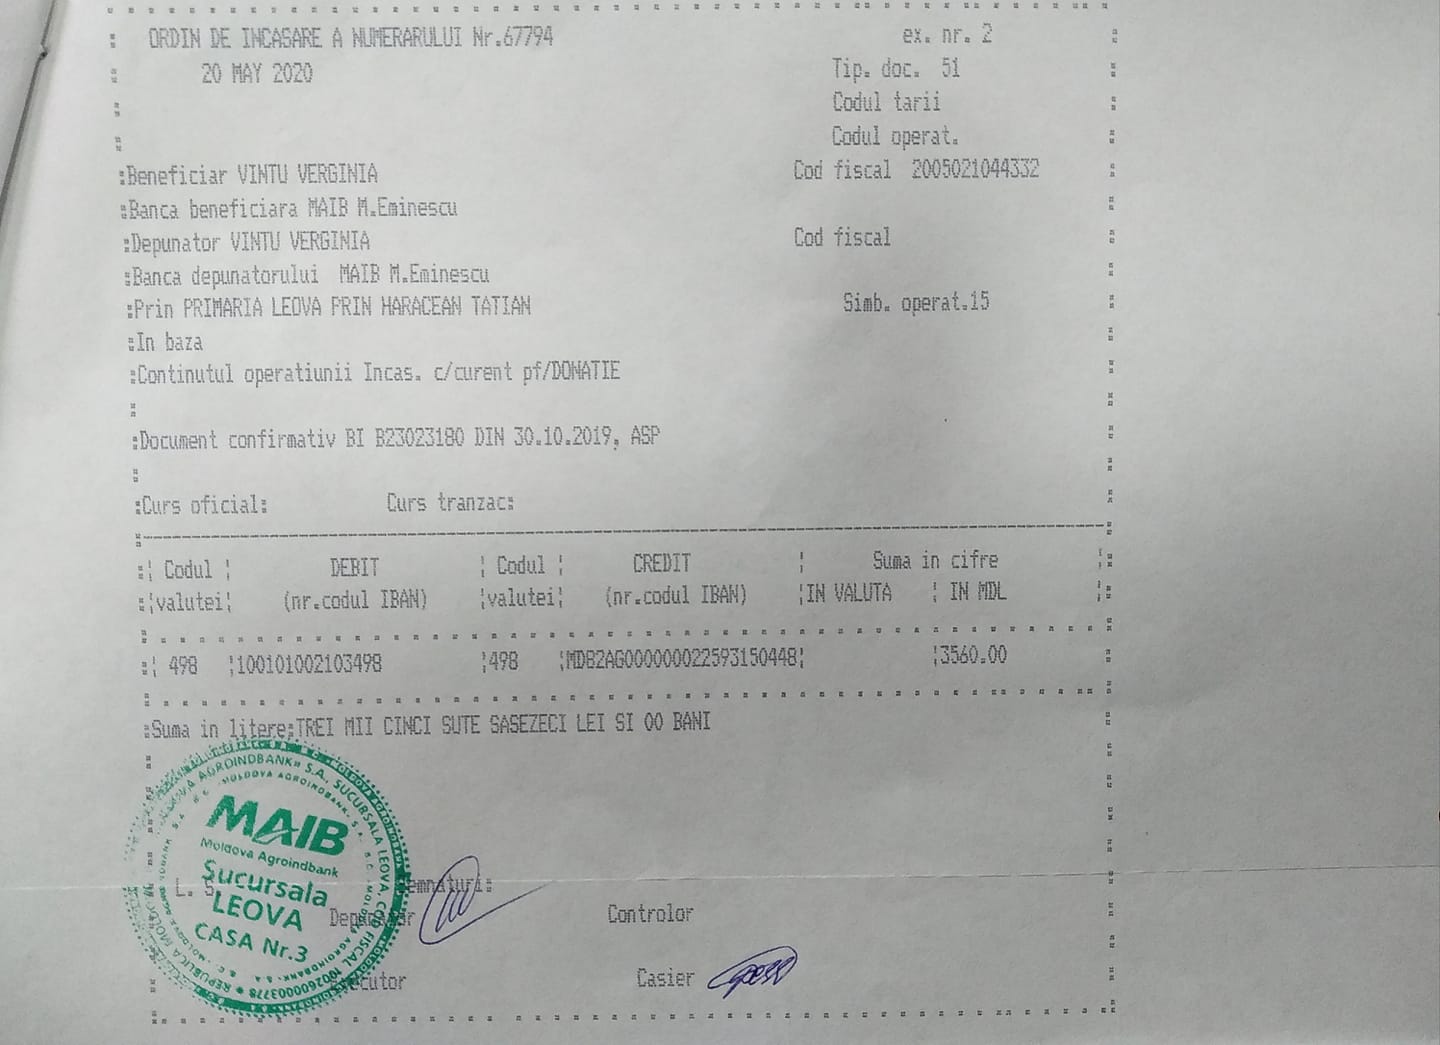 ORDIN DE INCASARE A NUMERARULUI Nr.67794 ex. nr. 2
20 MAY 2020 Tip. doc. 51
Codul tarii
Codul operat.
:Beneficiar VINTU VERGINIA Cod fiscal 2005021044332
:Banca beneficiara MAIB M.Eminescu
:Depunator VINTU VERGINIA Cod fiscal
:Banca depunatorului MAIB M.Eminescu
:Prin PRIMARIA LEOVA PRIN HARACEAN TATIAN Simb. operat.15
:In baza
:Continutul operatiunii Incas. c/curent pf/DONATIE
:Document confirmativ BI B23023180 DIN 30.10.2019, ASP
:Curs oficial: Curs tranzac:
:¦ Codul ¦ DEBIT ¦ Codul ¦ CREDIT ¦ Suma in cifre ¦
:¦valutei¦ (nr.codul IBAN) ¦valutei¦ (nr.codul IBAN) ¦IN VALUTA ¦ IN MDL ¦
:¦ 498 ¦100101002103498 ¦498 ¦MD82AG000000022593150448¦ ¦3560.00
:Suma in litere:TREI MII CINCI SUTE SASEZECI LEI SI 00 BANI
MAIB
Moldova Agroindbank
Sucursala
LEOVA
CASA Nr.3
L. S.
Depunator Controlor
Casier